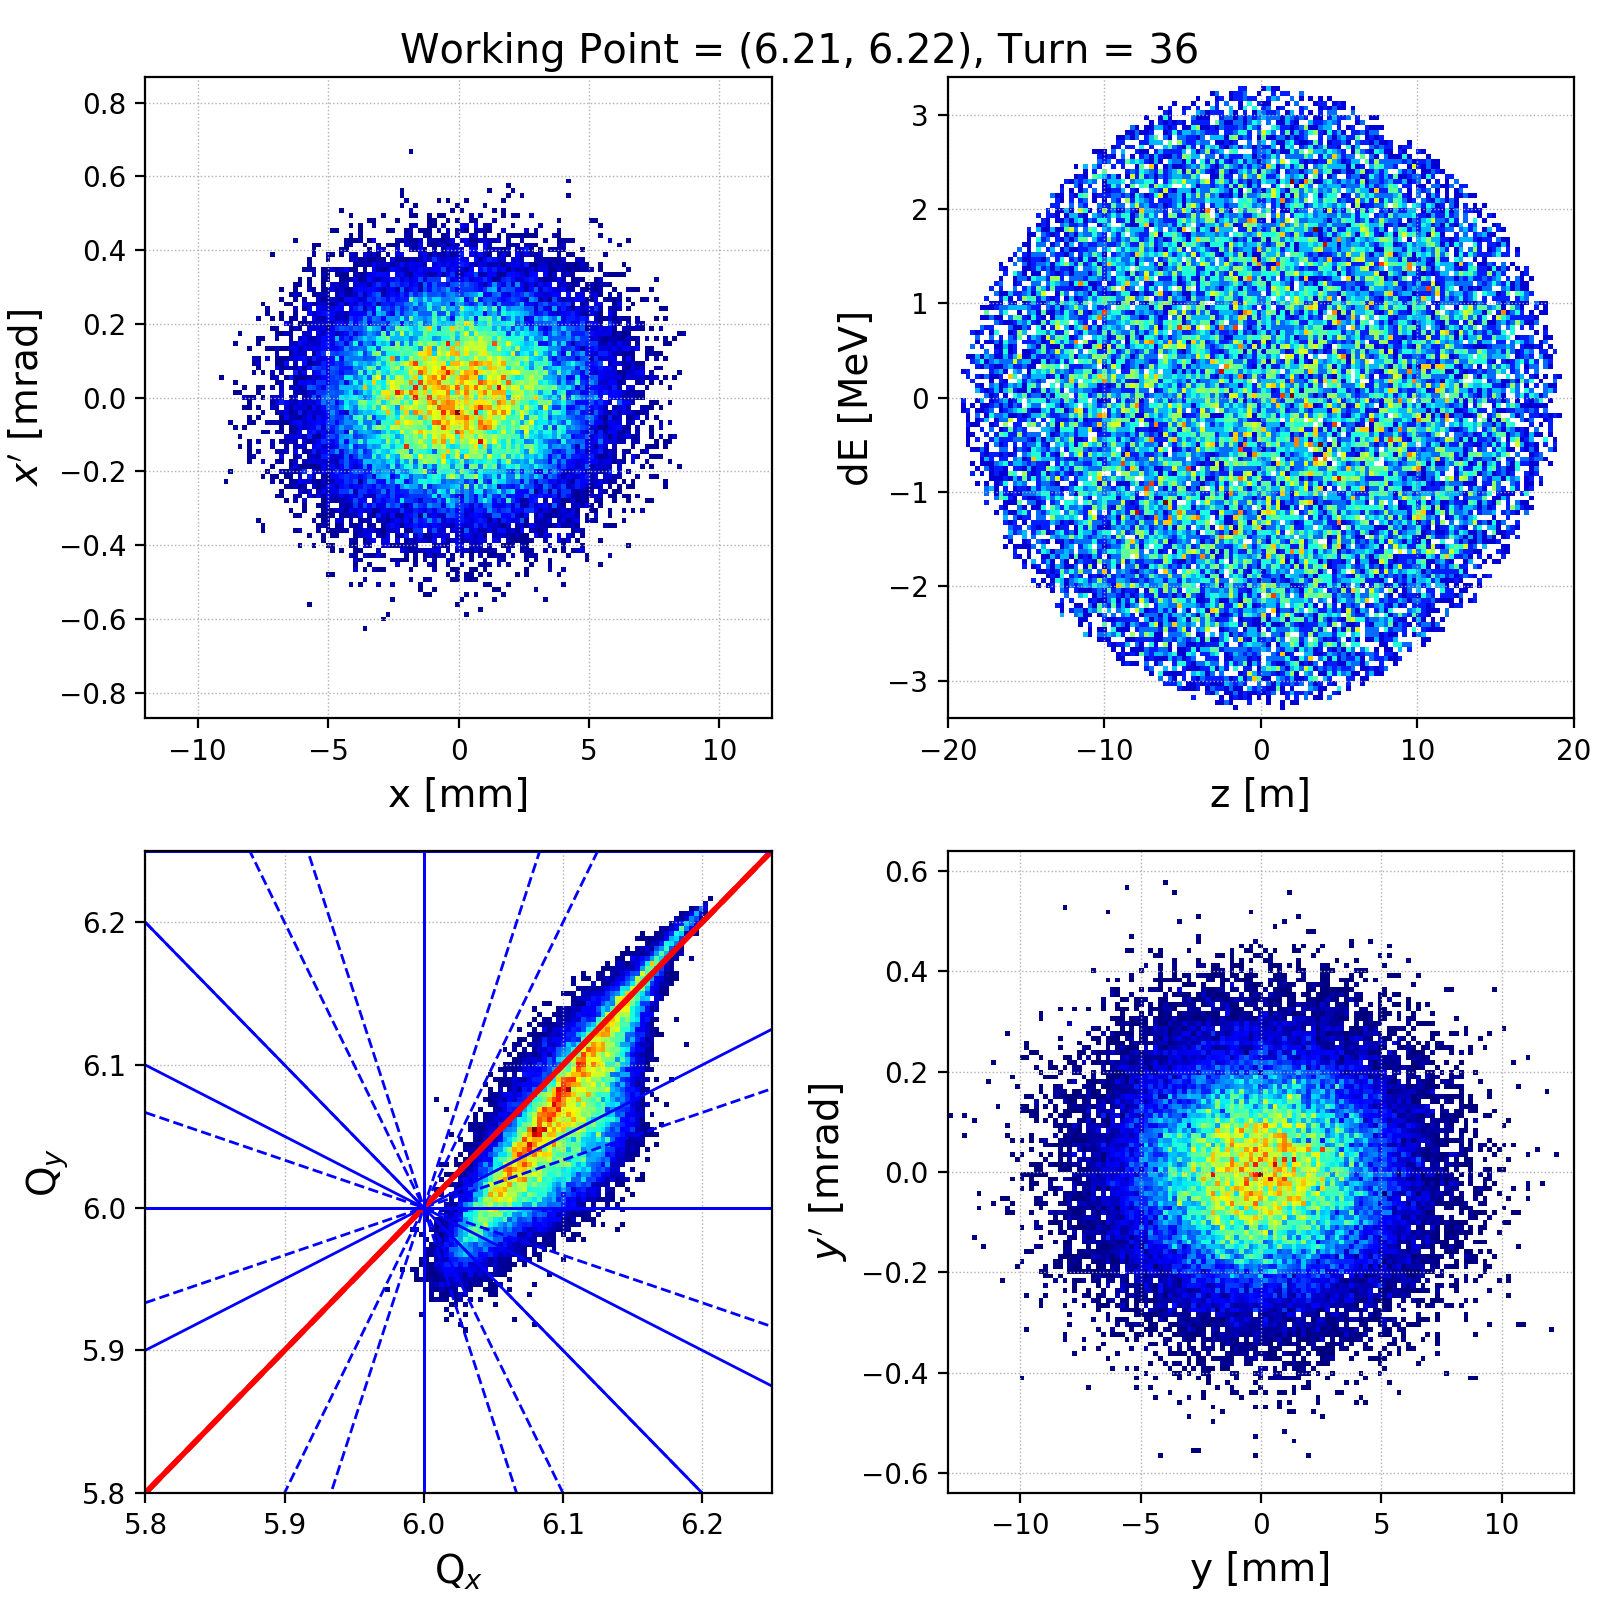 Working Point = (6.21, 6.22), Turn = 36
0.8
0.6
0.4
0.2
0.0
−0.2
−0.4
−0.6
−0.8
x′ [mrad]
−10 −5 0 5 10
x [mm]
3
2
1
0
−1
−2
−3
dE [MeV]
−20 −10 0 10 20
z [m]
6.2
6.1
6.0
5.9
5.8
Qy
5.8 5.9 6.0 6.1 6.2
Qx
0.6
0.4
0.2
0.0
−0.2
−0.4
−0.6
y′ [mrad]
−10 −5 0 5 10
y [mm]